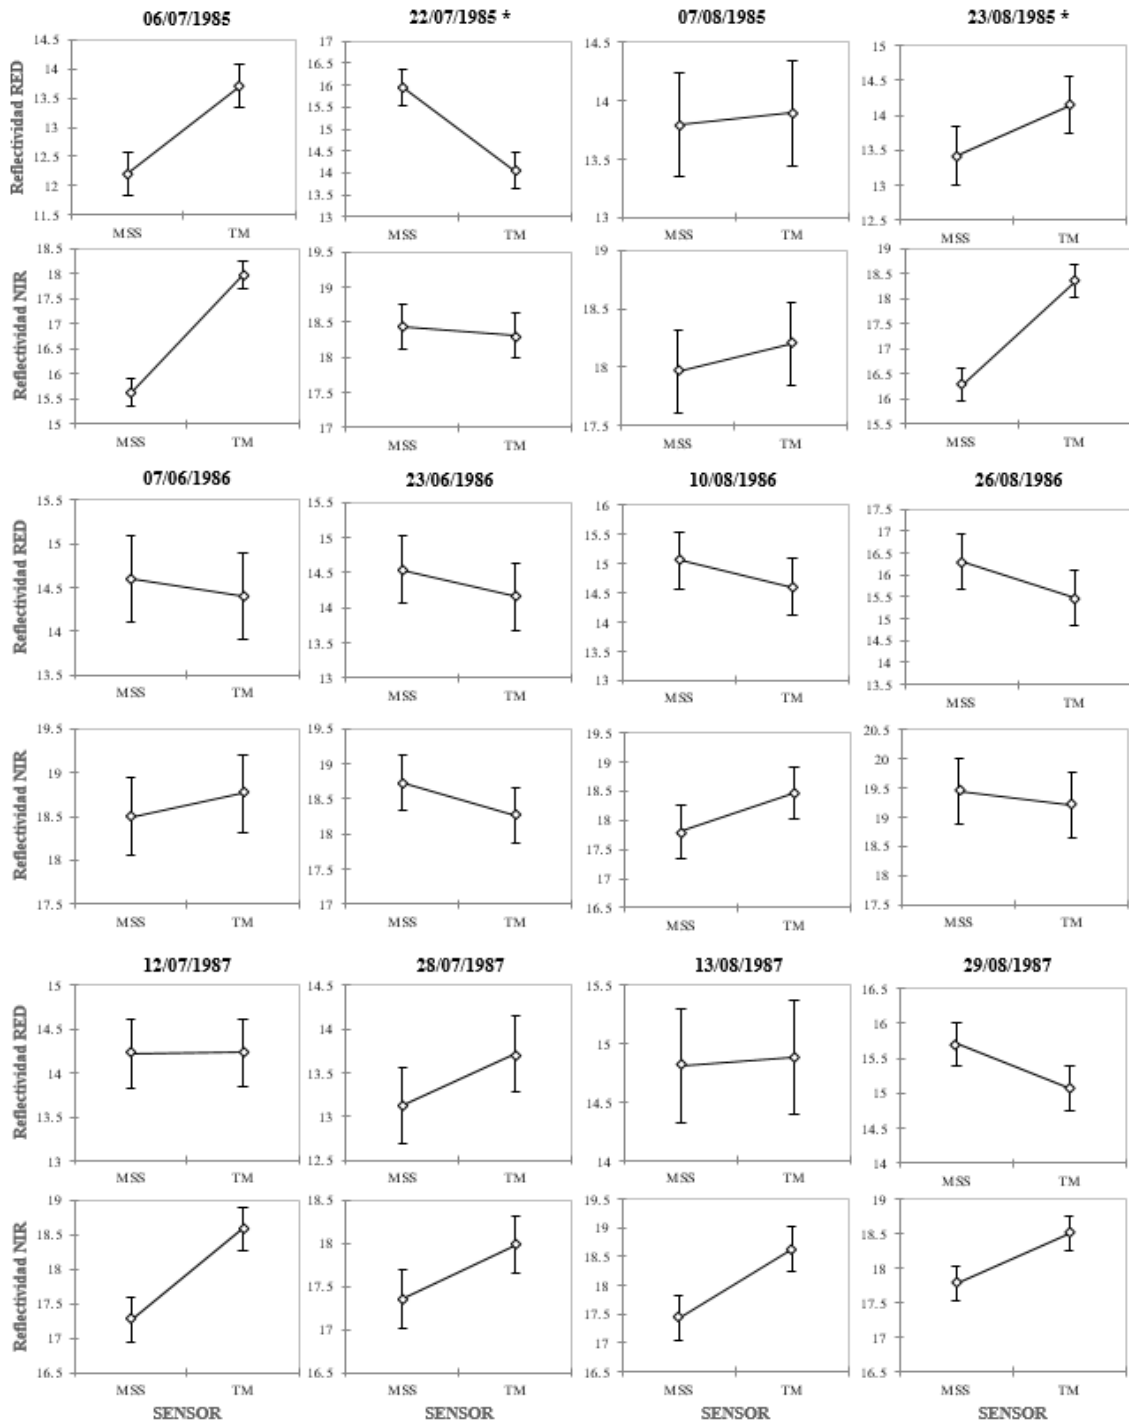 06/07/1985 22/07/1985 * 07/08/1985 23/08/1985 *
Reflectividad RED
14.5 14 13.5 13 12.5 12 11.5
MSS TM
17 16.5 16 15.5 15 14.5 14 13.5 13
MSS TM
14.5 14 13.5 13
MSS TM
15 14.5 14 13.5 13 12.5
MSS TM
Reflectividad NIR
18.5 18 17.5 17 16.5 16 15.5 15
MSS TM
19.5 19 18.5 18 17.5 17
MSS TM
19 18.5 18 17.5
MSS TM
19 18.5 18 17.5 17 16.5 16 15.5
MSS TM
07/06/1986 23/06/1986 10/08/1986 26/08/1986
Reflectividad RED
15.5 15 14.5 14 13.5
MSS TM
15.5 15 14.5 14 13.5 13
MSS TM
16 15.5 15 14.5 14 13.5 13
MSS TM
17.5 17 16.5 16 15.5 15 14.5 14 13.5
MSS TM
Reflectividad NIR
19.5 19 18.5 18 17.5
MSS TM
19.5 19 18.5 18 17.5 17
MSS TM
19.5 19 18.5 18 17.5 17 16.5
MSS TM
20.5 20 19.5 19 18.5 18 17.5
MSS TM
12/07/1987 28/07/1987 13/08/1987 29/08/1987
Reflectividad RED
15 14.5 14 13.5 13
MSS TM
14.5 14 13.5 13 12.5
MSS TM
15.5 15 14.5 14
MSS TM
16.5 16 15.5 15 14.5 14
MSS TM
Reflectividad NIR
19 18.5 18 17.5 17 16.5
MSS TM
SENSOR
18.5 18 17.5 17 16.5
MSS TM
SENSOR
19.5 19 18.5 18 17.5 17 16.5
MSS TM
SENSOR
19 18.5 18 17.5 17 16.5
MSS TM
SENSOR